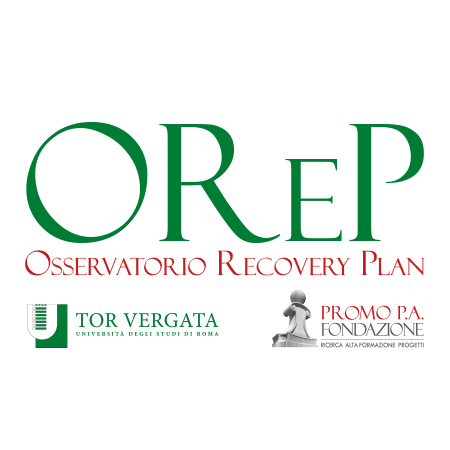 OREP
OSSERVATORIO RECOVERY PLAN
TOR VERGATA
UNIVERSITÀ DEGLI STUDI DI ROMA
PROMO P.A.
FONDAZIONE
RICERCA ALTA FORMAZIONE PROGETTI